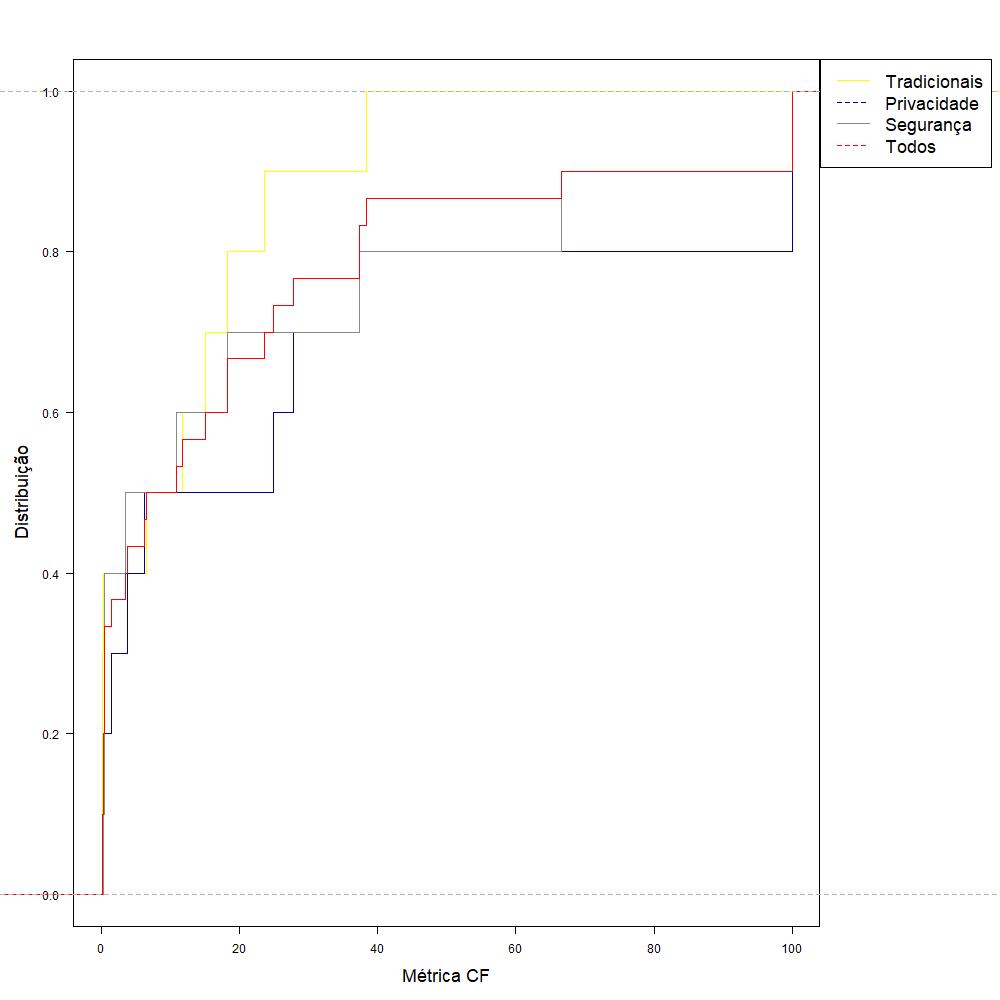 Tradicionais
Privacidade
Segurança
Todos
1.0
0.8
0.6
0.4
0.2
0.0
Distribuição
0 20 40 60 80 100
Métrica CF